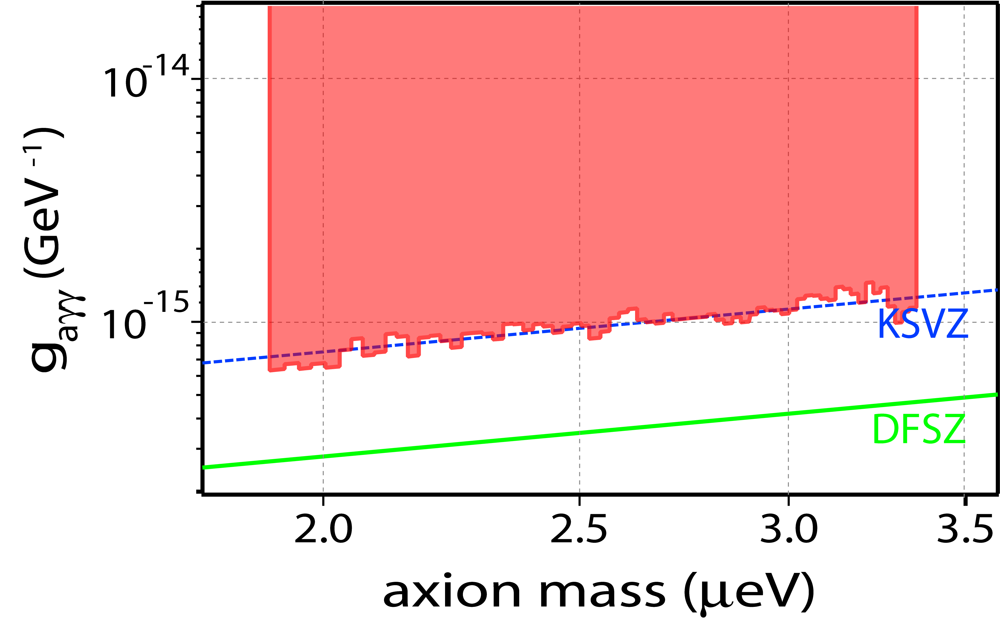 10-14
10-15
gaγγ (GeV -1)
KSVZ
DFSZ
2.0 2.5 3.0 3.5
axion mass (μeV)